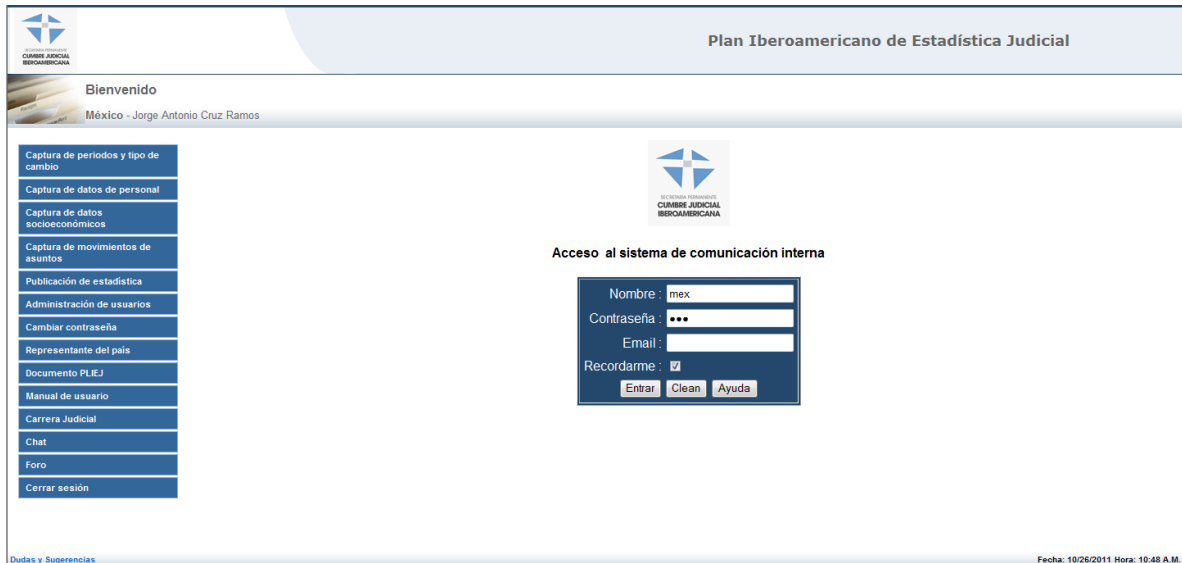 SECRETARIA PERMANENTE
CUMBRE JUDICIAL
IBEROAMERICANA
Plan Iberoamericano de Estadística Judicial
Bienvenido
México - Jorge Antonio Cruz Ramos
Captura de periodos y tipo de
cambio
Captura de datos de personal
Captura de datos
socioeconómicos
Captura de movimientos de
asuntos
Publicación de estadística
Administración de usuarios
Cambiar contraseña
Representante del país
Documento PLIEJ
Manual de usuario
Carrera Judicial
Chat
Foro
Cerrar sesión
SECRETARIA PERMANENTE
CUMBRE JUDICIAL
IBEROAMERICANA
Acceso al sistema de comunicación interna
Nombre : mex
Contraseña : •••
Email :
Recordarme :
Entrar Clean Ayuda
Dudas y Sugerencias
Fecha: 10/26/2011 Hora: 10:48 A.M.